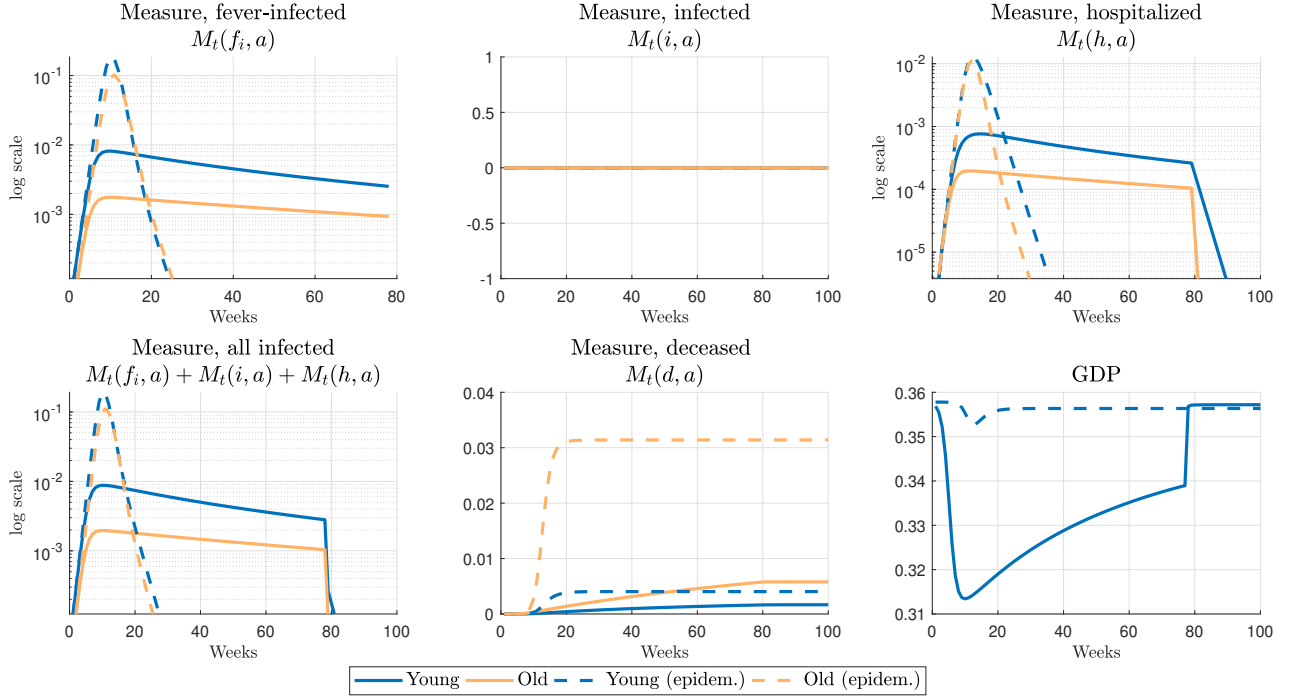 Measure, fever-infected
M_t(f_i, a)
log scale
10^-1
10^-2
10^-3
0 20 40 60 80
Weeks
Measure, infected
M_t(i, a)
1
0.5
0
-0.5
-1
0 20 40 60 80 100
Weeks
Measure, hospitalized
M_t(h, a)
log scale
10^-2
10^-3
10^-4
10^-5
0 20 40 60 80 100
Weeks
Measure, all infected
M_t(f_i, a) + M_t(i, a) + M_t(h, a)
log scale
10^-1
10^-2
10^-3
0 20 40 60 80 100
Weeks
Measure, deceased
M_t(d, a)
0.04
0.03
0.02
0.01
0
0 20 40 60 80 100
Weeks
GDP
0.36
0.35
0.34
0.33
0.32
0.31
0 20 40 60 80 100
Weeks
Young Old Young (epidem.) Old (epidem.)